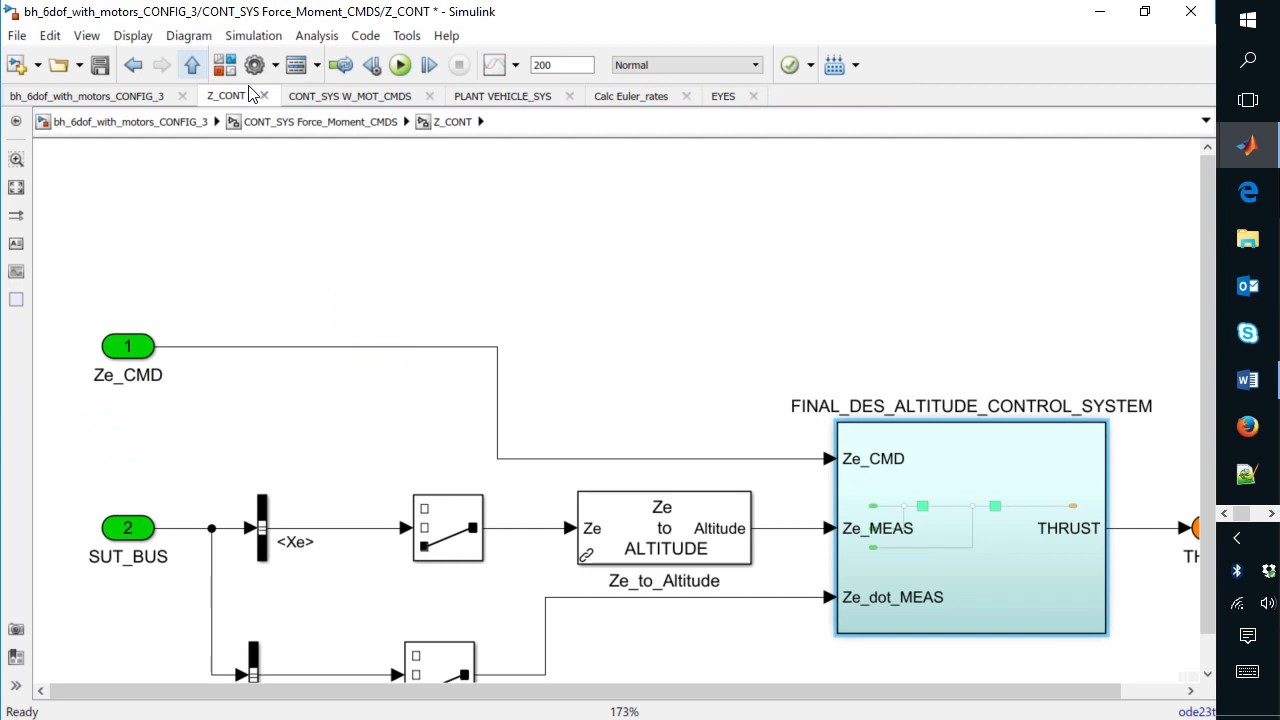 bh_6dof_with_motors_CONFIG_3/CONT_SYS Force_Moment_CMDS/Z_CONT * - Simulink
File Edit View Display Diagram Simulation Analysis Code Tools Help
200 Normal
bh_6dof_with_motors_CONFIG_3 Z_CONT CONT_SYS W_MOT_CMDS PLANT VEHICLE_SYS Calc Euler_rates EYES
bh_6dof_with_motors_CONFIG_3 CONT_SYS Force_Moment_CMDS Z_CONT
1
Ze_CMD
FINAL_DES_ALTITUDE_CONTROL_SYSTEM
Ze_CMD
2
SUT_BUS
<Xe>
Ze
Ze
to
ALTITUDE
Altitude
Ze_to_Altitude
Ze_MEAS
THRUST
Ze_dot_MEAS
TH
Ready 173% ode23t